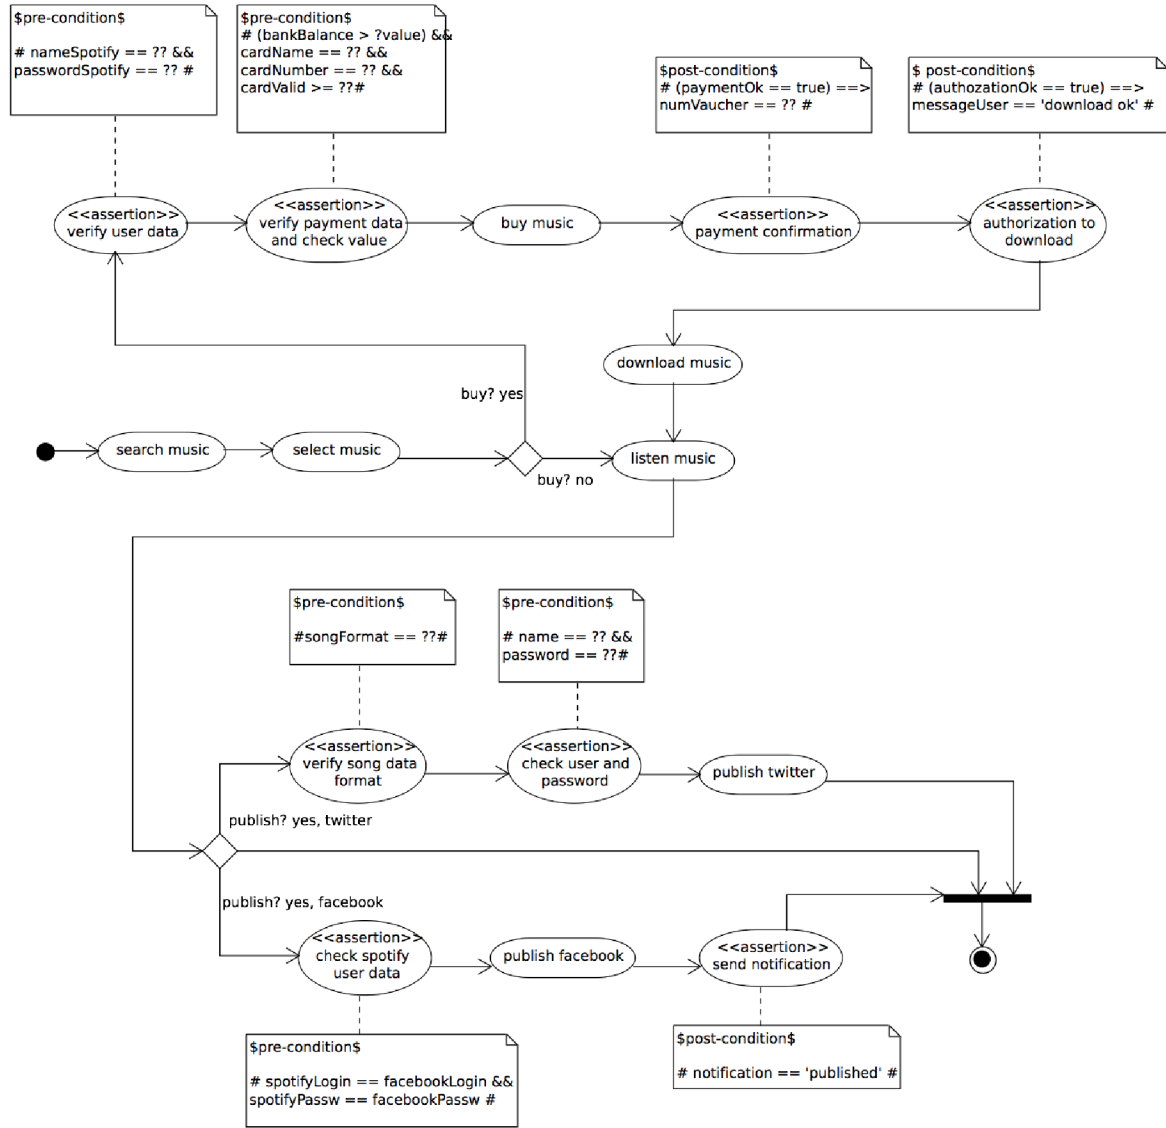 $pre-condition$
# nameSpotify == ?? &&
passwordSpotify == ?? #
$pre-condition$
# (bankBalance > ?value) &&
cardName == ?? &&
cardNumber == ?? &&
cardValid >= ??#
$post-condition$
# (paymentOk == true) ==>
numVaucher == ?? #
$ post-condition$
# (authozationOk == true) ==>
messageUser == 'download ok' #
<<assertion>>
verify user data
<<assertion>>
verify payment data
and check value
buy music
<<assertion>>
payment confirmation
<<assertion>>
authorization to
download
download music
buy? yes
search music
select music
listen music
buy? no
$pre-condition$
#songFormat == ??#
$pre-condition$
# name == ?? &&
password == ??#
<<assertion>>
verify song data
format
<<assertion>>
check user and
password
publish twitter
publish? yes, twitter
publish? yes, facebook
<<assertion>>
check spotify
user data
publish facebook
<<assertion>>
send notification
$pre-condition$
# spotifyLogin == facebookLogin &&
spotifyPassw == facebookPassw #
$post-condition$
# notification == 'published' #